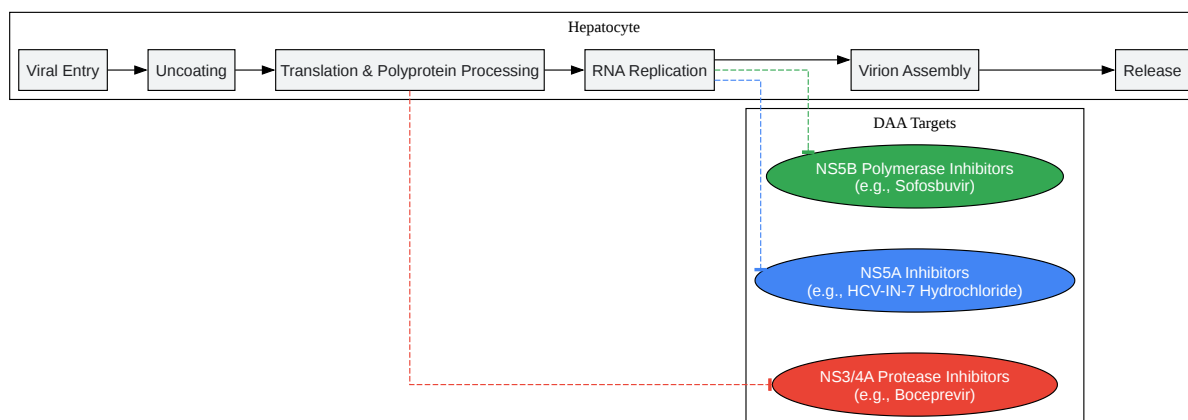 Hepatocyte
Viral Entry
Uncoating
Translation & Polyprotein Processing
RNA Replication
Virion Assembly
Release
DAA Targets
NS5B Polymerase Inhibitors
(e.g., Sofosbuvir)
NS5A Inhibitors
(e.g., HCV-IN-7 Hydrochloride)
NS3/4A Protease Inhibitors
(e.g., Boceprevir)